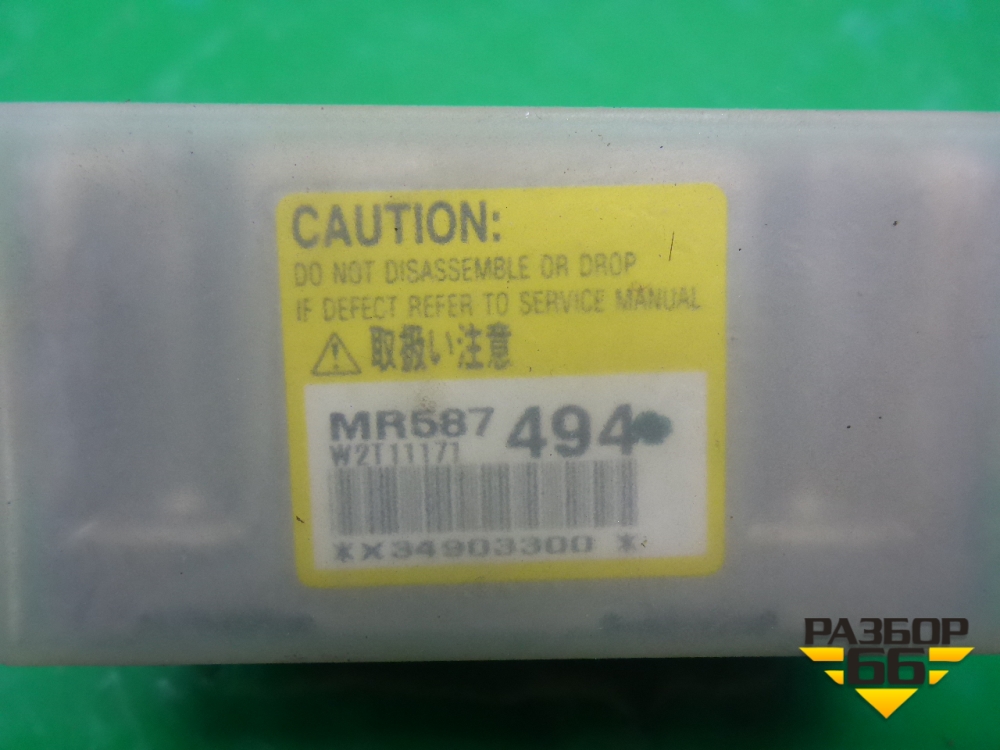 CAUTION:
DO NOT DISASSEMBLE OR DROP
IF DEFECT REFER TO SERVICE MANUAL
取扱い注意
MR587 494
W2T11171
*X34903300 *
РАЗБОР
66